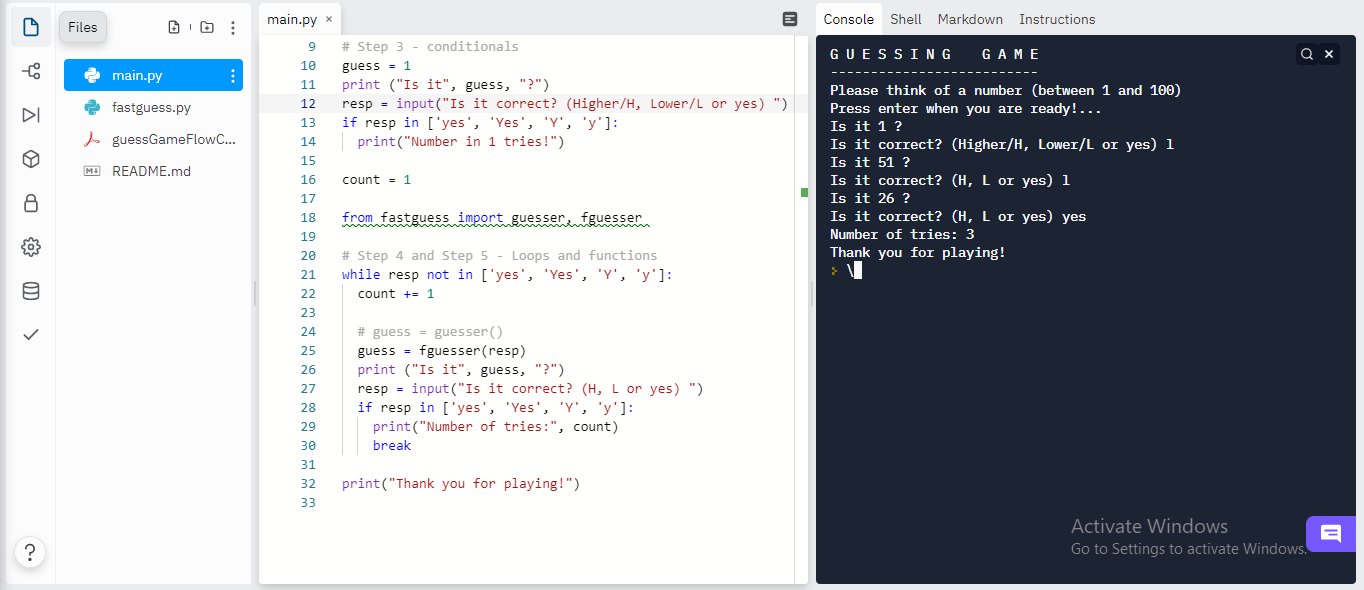 Files
main.py
fastguess.py
guessGameFlowC...
README.md
?
main.py ×
9 # Step 3 - conditionals
10 guess = 1
11 print ("Is it", guess, "?")
12 resp = input("Is it correct? (Higher/H, Lower/L or yes) ")
13 if resp in ['yes', 'Yes', 'Y', 'y']:
14 print("Number in 1 tries!")
15
16 count = 1
17
18 from fastguess import guesser, fguesser
19
20 # Step 4 and Step 5 - Loops and functions
21 while resp not in ['yes', 'Yes', 'Y', 'y']:
22 count += 1
23
24 # guess = guesser()
25 guess = fguesser(resp)
26 print ("Is it", guess, "?")
27 resp = input("Is it correct? (H, L or yes) ")
28 if resp in ['yes', 'Yes', 'Y', 'y']:
29 print("Number of tries:", count)
30 break
31
32 print("Thank you for playing!")
33
Console Shell Markdown Instructions
G U E S S I N G   G A M E
--------------------------
Please think of a number (between 1 and 100)
Press enter when you are ready!...
Is it 1 ?
Is it correct? (Higher/H, Lower/L or yes) l
Is it 51 ?
Is it correct? (H, L or yes) l
Is it 26 ?
Is it correct? (H, L or yes) yes
Number of tries: 3
Thank you for playing!
\
Activate Windows
Go to Settings to activate Windows.